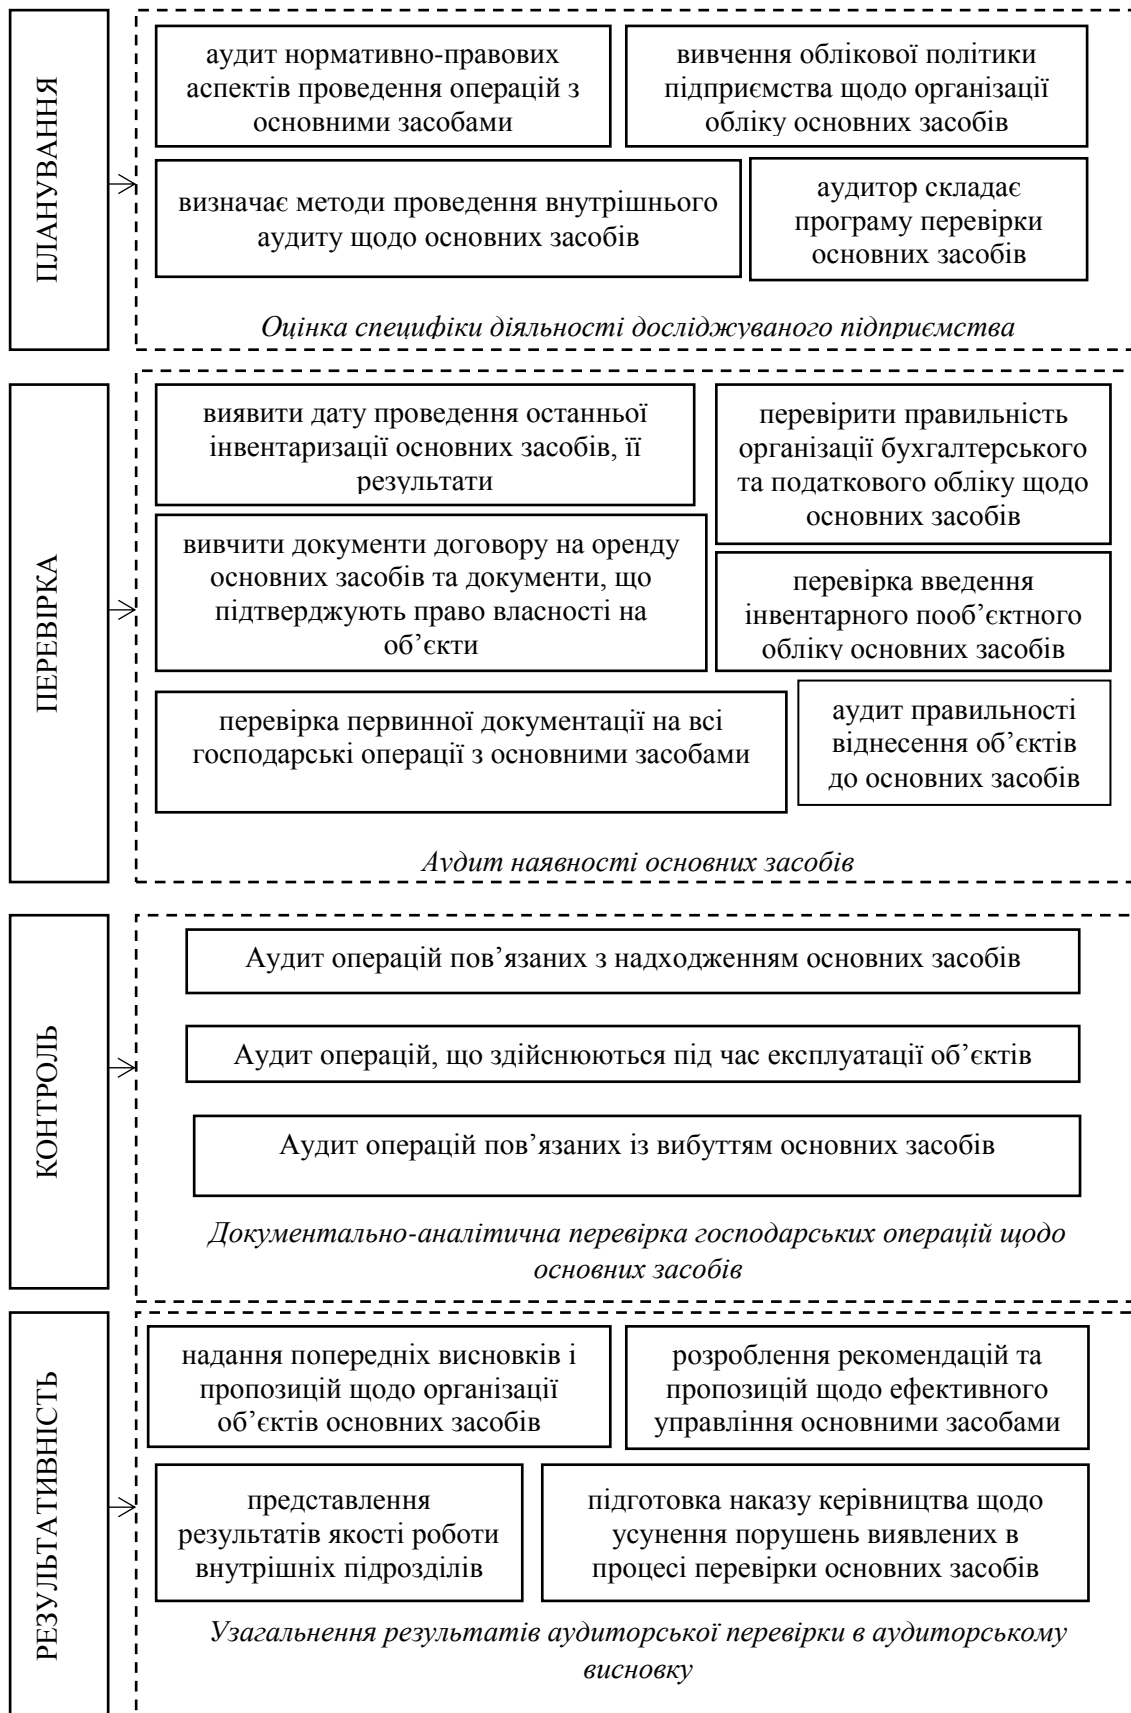 ПЛАНУВАННЯ
аудит нормативно-правових
аспектів проведення операцій з
основними засобами
вивчення облікової політики
підприємства щодо організації
обліку основних засобів
визначає методи проведення внутрішнього
аудиту щодо основних засобів
аудитор складає
програму перевірки
основних засобів
Оцінка специфіки діяльності досліджуваного підприємства
ПЕРЕВІРКА
виявити дату проведення останньої
інвентаризації основних засобів, її
результати
перевірити правильність
організації бухгалтерського
та податкового обліку щодо
основних засобів
вивчити документи договору на оренду
основних засобів та документи, що
підтверджують право власності на
об’єкти
перевірка введення
інвентарного пооб’єктного
обліку основних засобів
перевірка первинної документації на всі
господарські операції з основними засобами
аудит правильності
віднесення об’єктів
до основних засобів
Аудит наявності основних засобів
КОНТРОЛЬ
Аудит операцій пов’язаних з надходженням основних засобів
Аудит операцій, що здійснюються під час експлуатації об’єктів
Аудит операцій пов’язаних із вибуттям основних засобів
Документально-аналітична перевірка господарських операцій щодо
основних засобів
РЕЗУЛЬТАТИВНІСТЬ
надання попередніх висновків і
пропозицій щодо організації
об’єктів основних засобів
розроблення рекомендацій та
пропозицій щодо ефективного
управління основними засобами
представлення
результатів якості роботи
внутрішніх підрозділів
підготовка наказу керівництва щодо
усунення порушень виявлених в
процесі перевірки основних засобів
Узагальнення результатів аудиторської перевірки в аудиторському
висновку